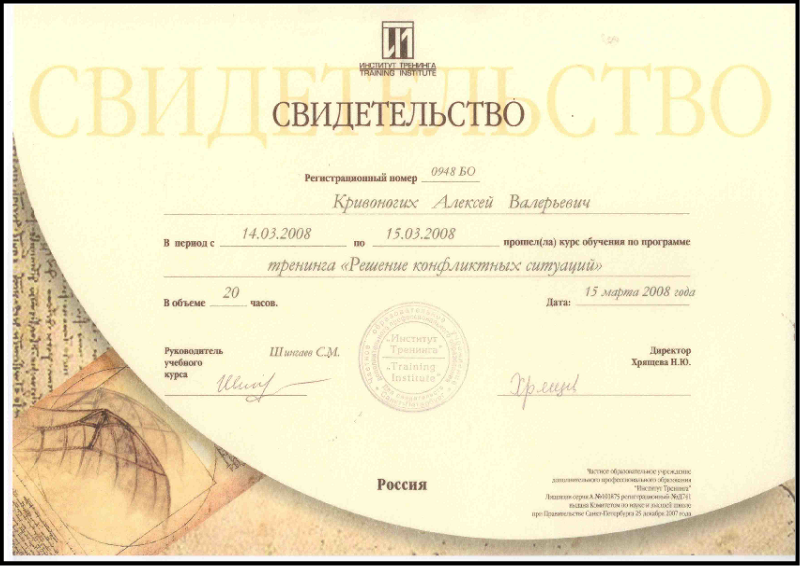 ИНСТИТУТ ТРЕНИНГА
TRAINING INSTITUTE
СВИДЕТЕЛЬСТВО
СВИДЕТЕЛЬСТВО
Регистрационный номер 0948 БО
Кривоногих Алексей Валерьевич
В период с 14.03.2008 по 15.03.2008 прошел(ла) курс обучения по программе
тренинга «Решение конфликтных ситуаций»
В объеме 20 часов. Дата: 15 марта 2008 года
Руководитель учебного курса Шингаев С.М.
Директор
Хрящева Н.Ю.
"Институт
Тренинга"
"Training
Institute"
Россия
Частное образовательное учреждение
дополнительного профессионального образования
"Институт Тренинга"
Лицензия серия А регистрационный
выдана Комитетом по науке и высшей школе
при Правительстве Санкт-Петербурга 25 декабря 2007 года